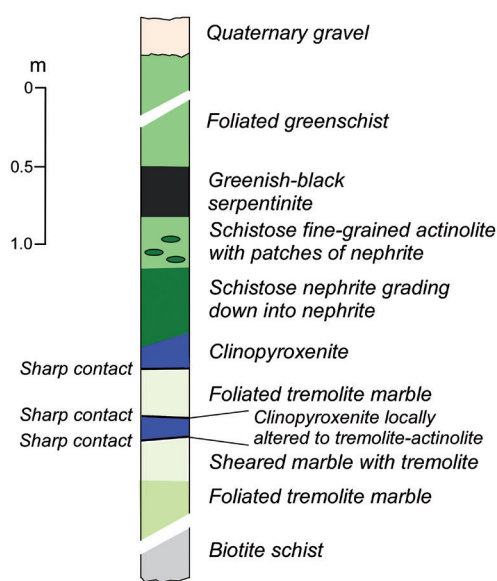 Quaternary gravel
m
0
Foliated greenschist
0.5
Greenish-black
serpentinite
Schistose fine-grained actinolite
1.0
with patches of nephrite
Schistose nephrite grading
down into nephrite
Clinopyroxenite
Sharp contact
Foliated tremolite marble
Sharp contact
Clinopyroxenite locally
altered to tremolite-actinolite
Sharp contact
Sheared marble with tremolite
Foliated tremolite marble
Biotite schist